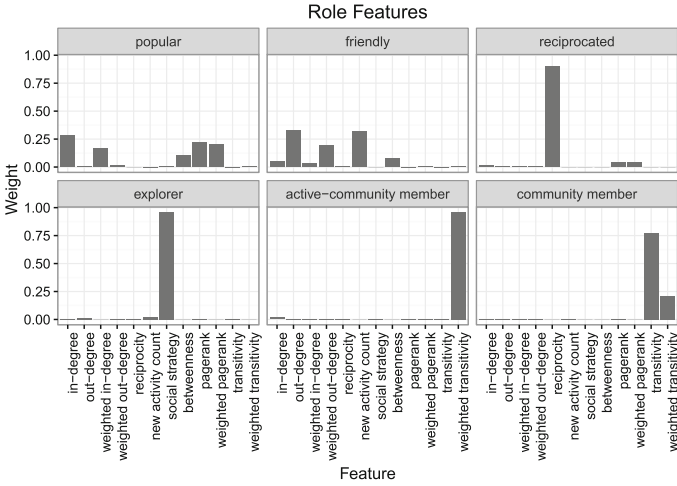 Role Features
popular
friendly
reciprocated
1.00
0.75
0.50
0.25
0.00
Weight
explorer
active−community member
community member
1.00
0.75
0.50
0.25
0.00
in−degree
out−degree
weighted in−degree
weighted out−degree
reciprocity
new activity count
social strategy
betweenness
pagerank
weighted pagerank
transitivity
weighted transitivity
in−degree
out−degree
weighted in−degree
weighted out−degree
reciprocity
new activity count
social strategy
betweenness
pagerank
weighted pagerank
transitivity
weighted transitivity
in−degree
out−degree
weighted in−degree
weighted out−degree
reciprocity
new activity count
social strategy
betweenness
pagerank
weighted pagerank
transitivity
weighted transitivity
Feature